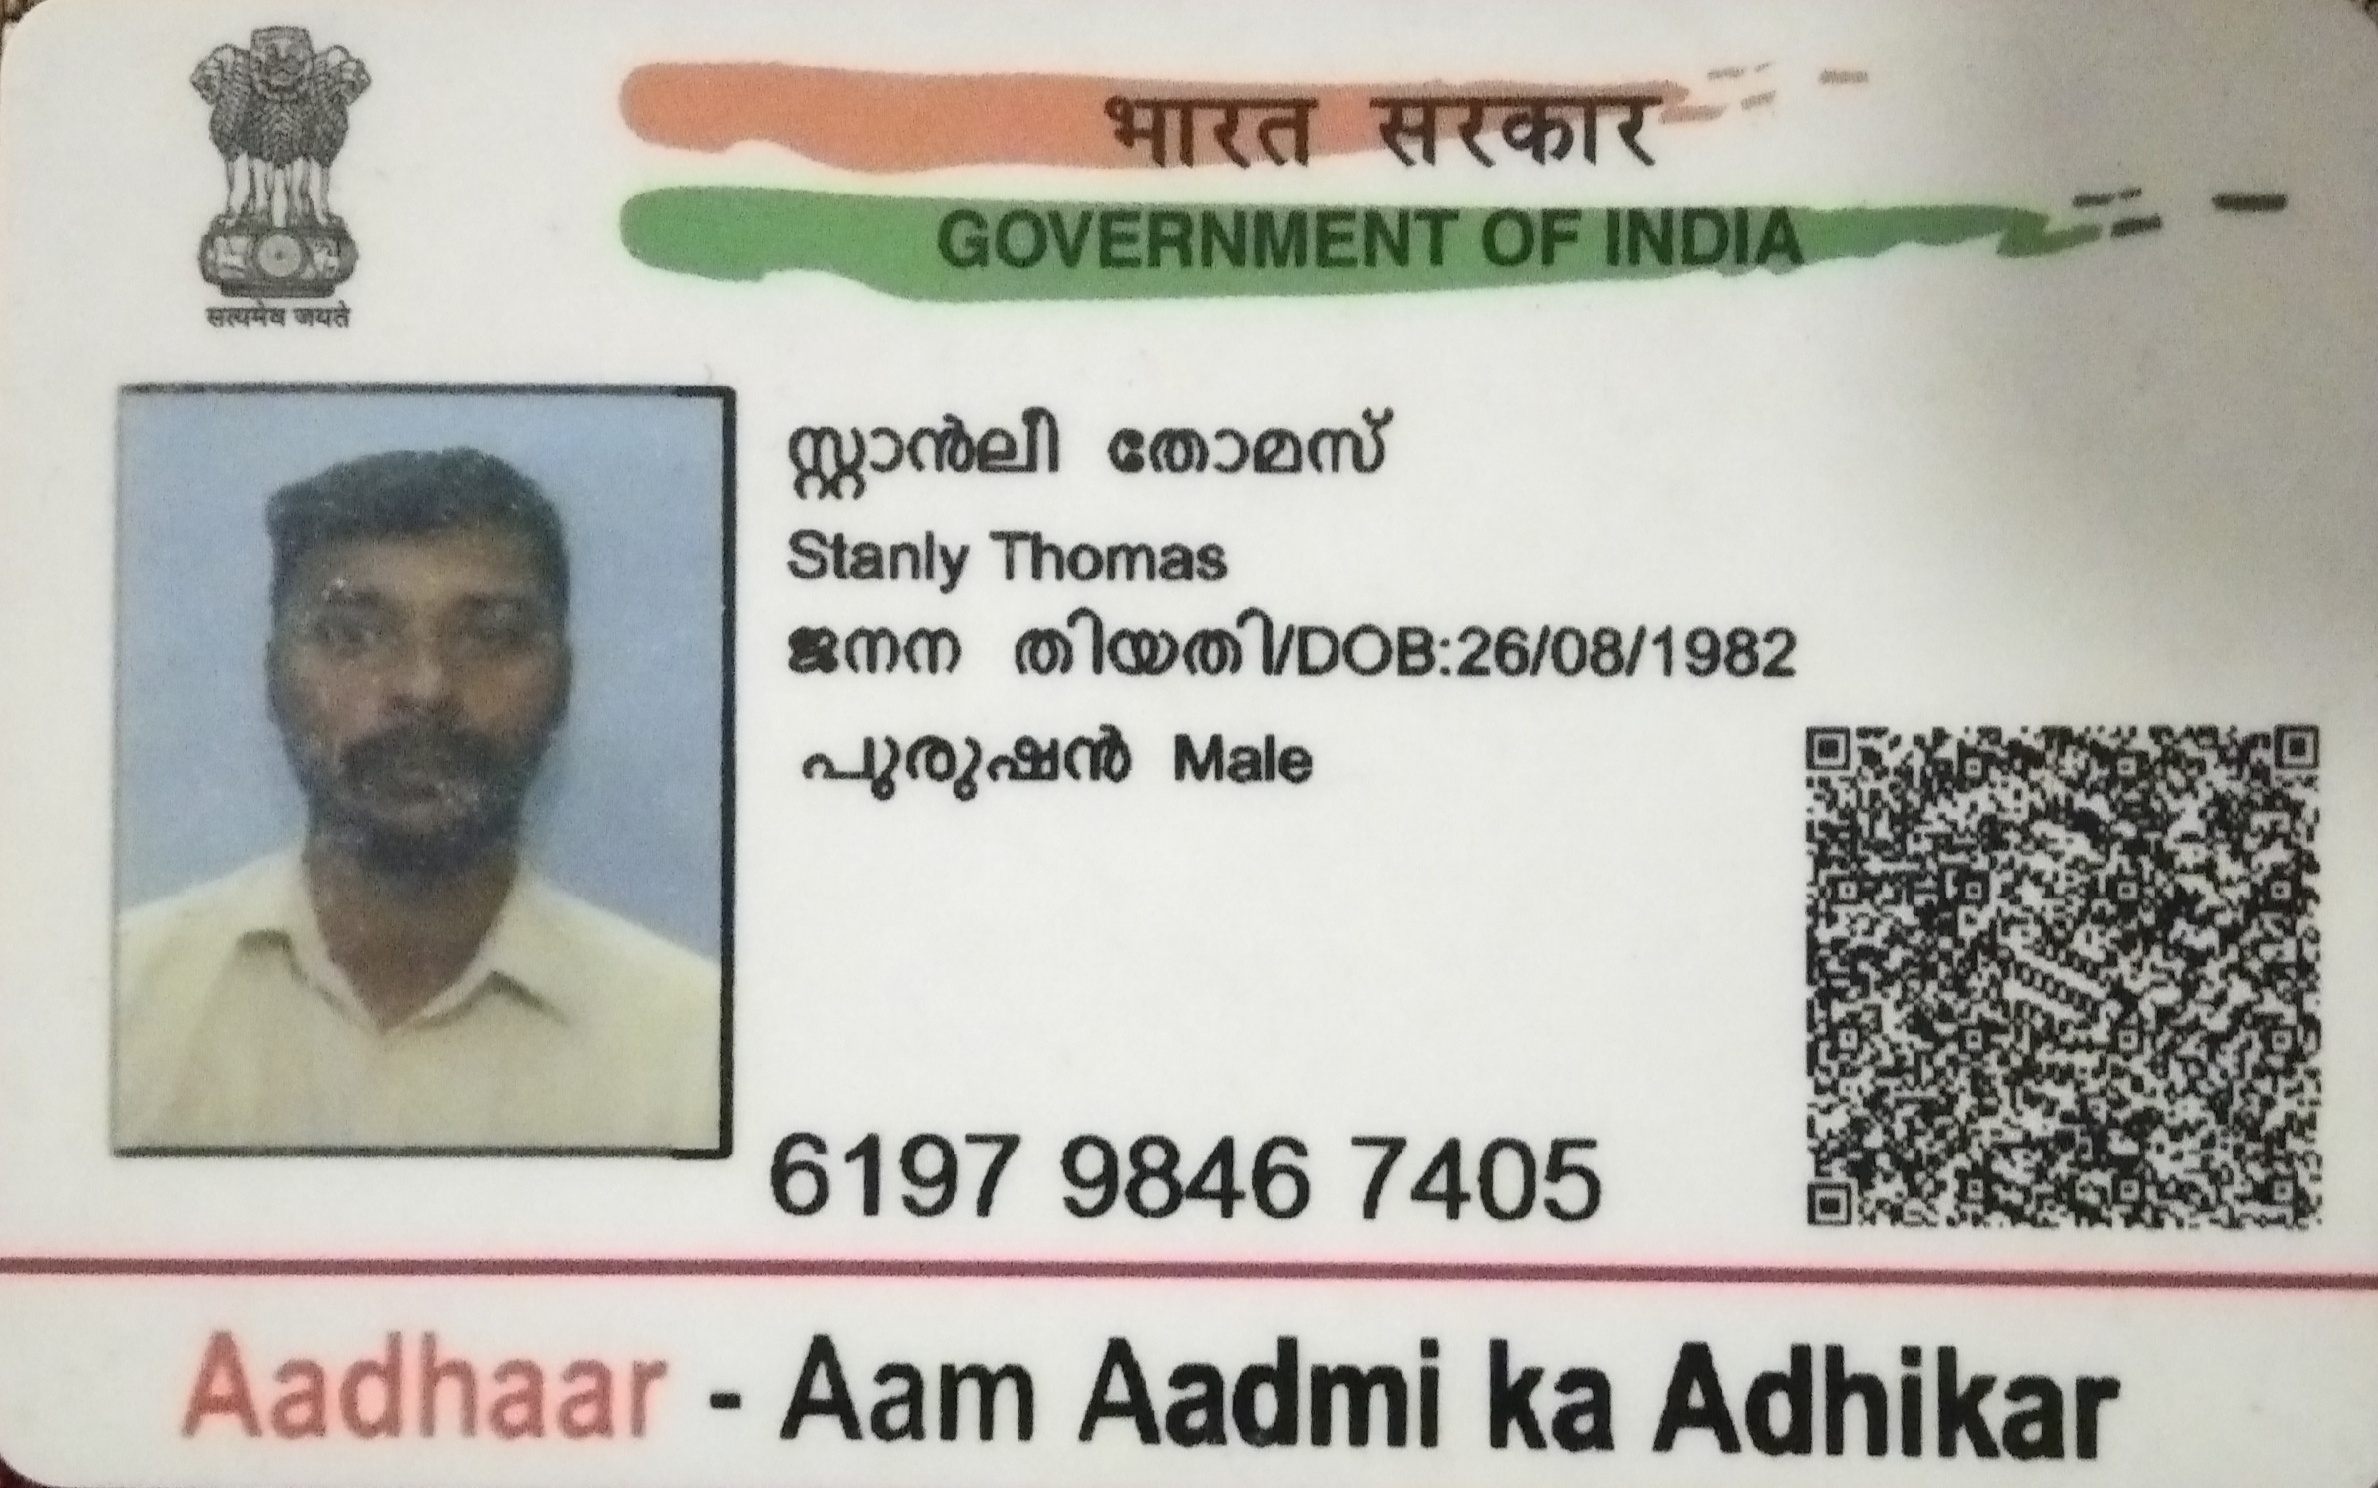 भारत सरकार
GOVERNMENT OF INDIA
सत्यमेव जयते
സ്റ്റാൻലീ തോമസ്
Stanly Thomas
ജനന തിയതി/DOB:26/08/1982
പുരുഷൻ Male
6197 9846 7405
Aadhaar - Aam Aadmi ka Adhikar